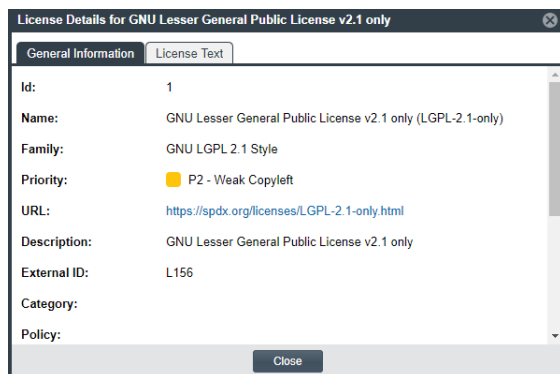 License Details for GNU Lesser General Public License v2.1 only
General Information License Text
Id: 1
Name: GNU Lesser General Public License v2.1 only (LGPL-2.1-only)
Family: GNU LGPL 2.1 Style
Priority: P2 - Weak Copyleft
URL: https://spdx.org/licenses/LGPL-2.1-only.html
Description: GNU Lesser General Public License v2.1 only
External ID: L156
Category:
Policy:
Close